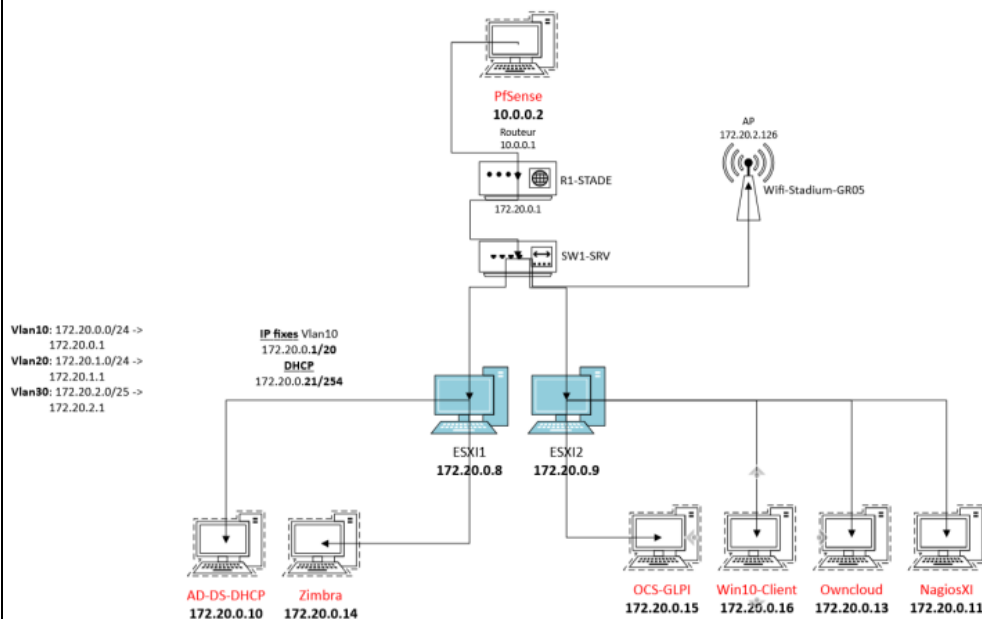 PfSense
10.0.0.2
Routeur
10.0.0.1
R1-STADE
172.20.0.1
SW1-SRV
AP
172.20.2.126
Wifi-Stadium-GR05
Vlan10: 172.20.0.0/24 ->
172.20.0.1
Vlan20: 172.20.1.0/24 ->
172.20.1.1
Vlan30: 172.20.2.0/25 ->
172.20.2.1
IP fixes Vlan10
172.20.0.1/20
DHCP
172.20.0.21/254
ESXI1
172.20.0.8
ESXI2
172.20.0.9
AD-DS-DHCP
172.20.0.10
Zimbra
172.20.0.14
OCS-GLPI
172.20.0.15
Win10-Client
172.20.0.16
Owncloud
172.20.0.13
NagiosXI
172.20.0.11